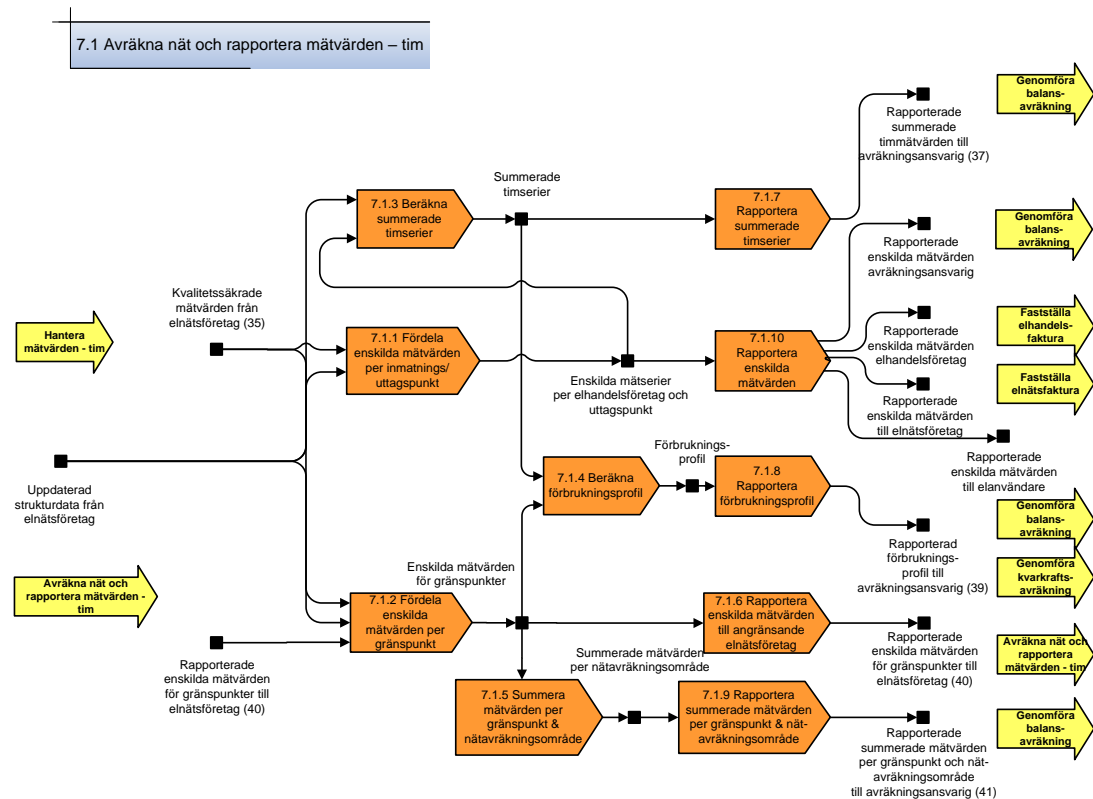 7.1 Avräkna nät och rapportera mätvärden – tim
Genomföra
balans-
avräkning
Rapporterade
summerade
timmätvärden till
avräkningsansvarig (37)
Summerade
timserier
7.1.3 Beräkna
summerade
timserier
7.1.7
Rapportera
summerade
timserier
Genomföra
balans-
avräkning
Rapporterade
enskilda mätvärden
avräkningsansvarig
Kvalitetssäkrade
mätvärden från
elnätsföretag (35)
Hantera
mätvärden - tim
7.1.1 Fördela
enskilda mätvärden
per inmatnings/
uttagspunkt
7.1.10
Rapportera
enskilda
mätvärden
Rapporterade
enskilda mätvärden
elhandelsföretag
Fastställa
elhandels-
faktura
Enskilda mätserier
per elhandelsföretag och
uttagspunkt
Rapporterade
enskilda mätvärden
till elnätsföretag
Fastställa
elnätsfaktura
Rapporterade
enskilda mätvärden
till elanvändare
Uppdaterad
strukturdata från
elnätsföretag
7.1.4 Beräkna
förbrukningsprofil
Förbruknings-
profil
7.1.8
Rapportera
förbrukningsprofil
Rapporterad
förbruknings-
profil till
avräkningsansvarig (39)
Genomföra
balans-
avräkning
Genomföra
kvarkrafts-
avräkning
Avräkna nät och
rapportera mätvärden -
tim
Enskilda mätvärden
för gränspunkter
7.1.2 Fördela
enskilda
mätvärden per
gränspunkt
7.1.6 Rapportera
enskilda mätvärden
till angränsande
elnätsföretag
Rapporterade
enskilda mätvärden
för gränspunkter till
elnätsföretag (40)
Avräkna nät och
rapportera
mätvärden - tim
Rapporterade
enskilda mätvärden
för gränspunkter till
elnätsföretag (40)
Summerade mätvärden
per nätavräkningsområde
7.1.5 Summera
mätvärden per
gränspunkt &
nätavräkningsområde
7.1.9 Rapportera
summerade mätvärden
per gränspunkt & nät-
avräkningsområde
Rapporterade
summerade mätvärden
per gränspunkt och nät-
avräkningsområde
till avräkningsansvarig (41)
Genomföra
balans-
avräkning